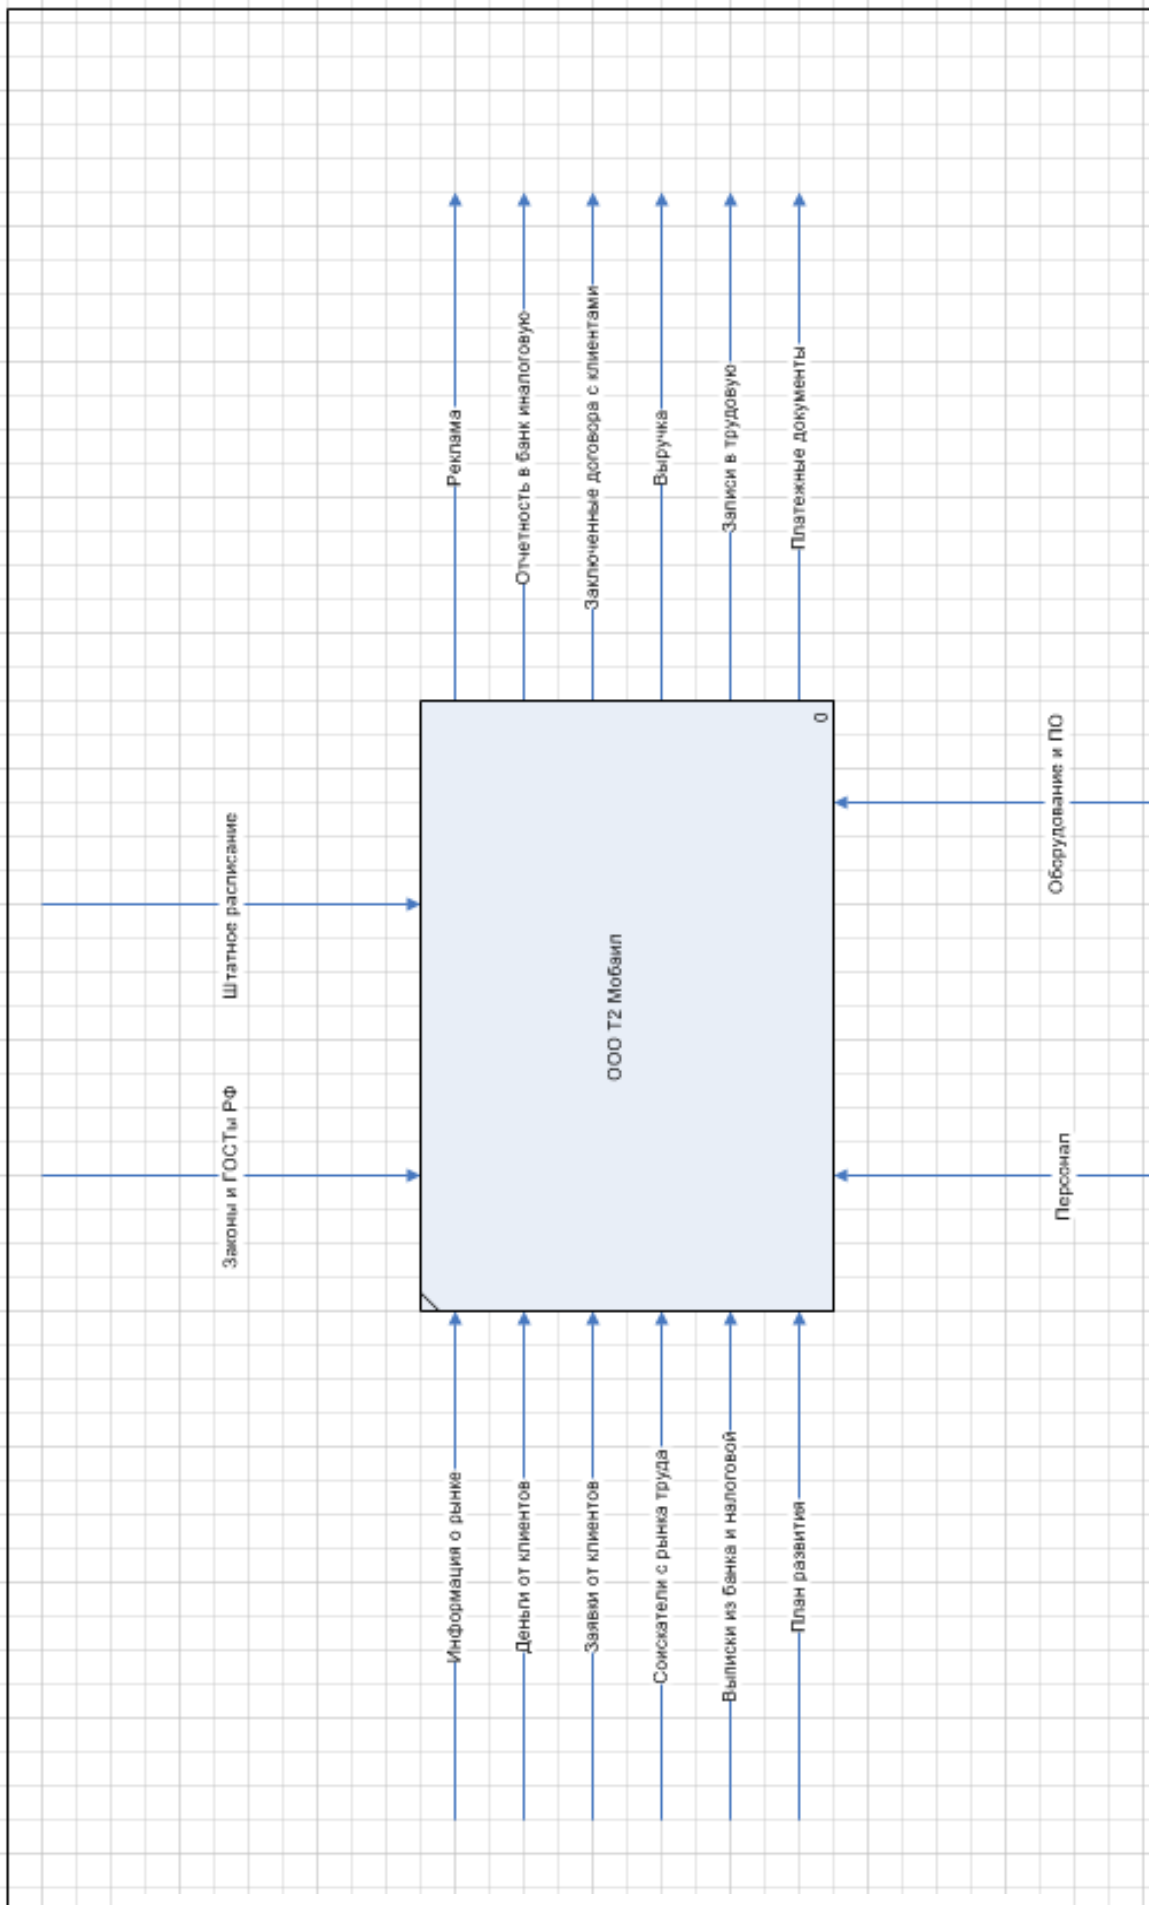 Законы и ГОСТы РФ
Штатное расписание
Информация о рынке
Деньги от клиентов
Заявки от клиентов
Соискатели с рынка труда
Выписки из банка и налоговой
План развития
ООО Т2 Мобаил
0
Реклама
Отчетность в банк иналоговую
Заключенные договора с клиентами
Выручка
Записи в трудовую
Платежные документы
Персонал
Оборудование и ПО